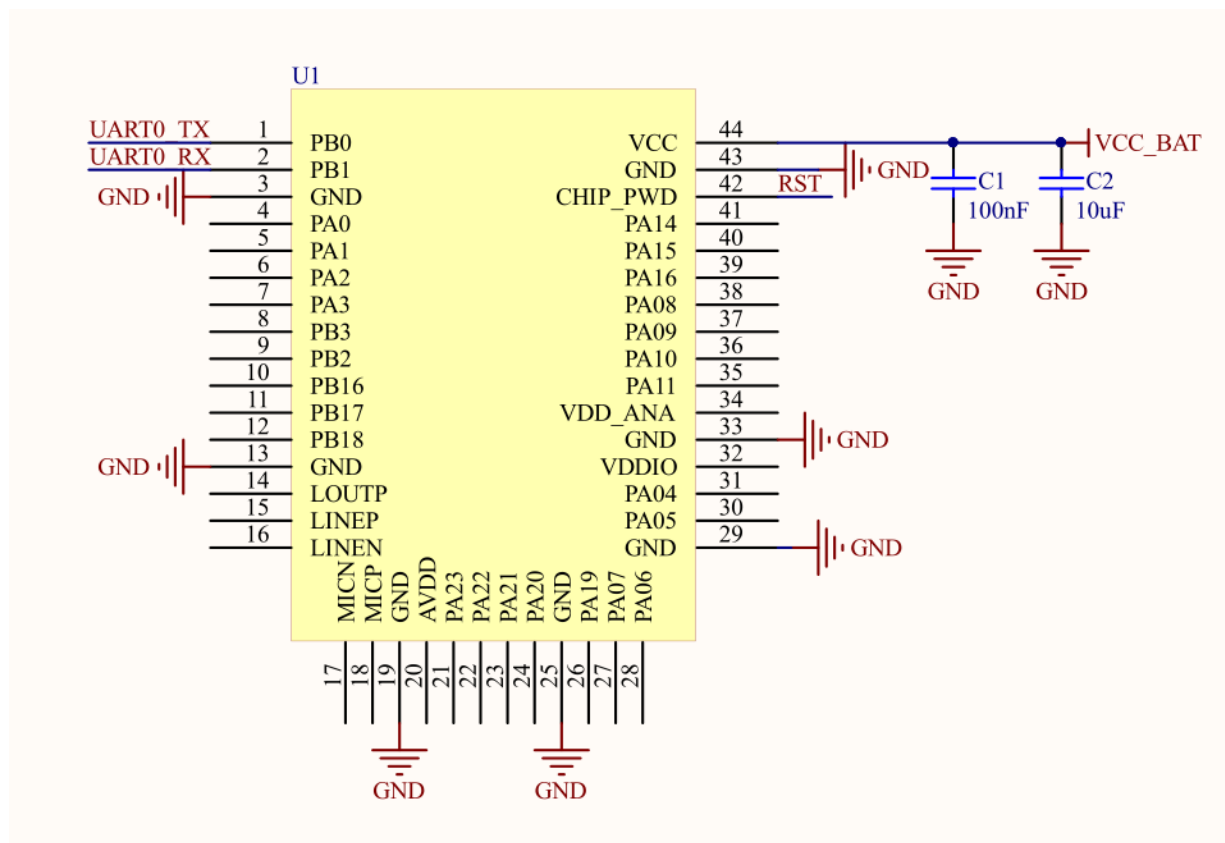 U1
UART0_TX 1 PB0 VCC 44 VCC_BAT
UART0_RX 2 PB1 GND 43 GND
GND 3 GND CHIP_PWD 42 RST C1 C2
4 PA0 PA14 41 100nF 10uF
5 PA1 PA15 40
6 PA2 PA16 39 GND GND
7 PA3 PA08 38
8 PB3 PA09 37
9 PB2 PA10 36
10 PB16 PA11 35
11 PB17 VDD_ANA 34
12 PB18 GND 33 GND
GND 13 GND VDDIO 32
14 LOUTP PA04 31
15 LINEP PA05 30
16 LINEN GND 29 GND
MICN MICP GND AVDD PA23 PA22 PA21 PA20 GND PA19 PA07 PA06
17 18 19 20 21 22 23 24 25 26 27 28
GND GND